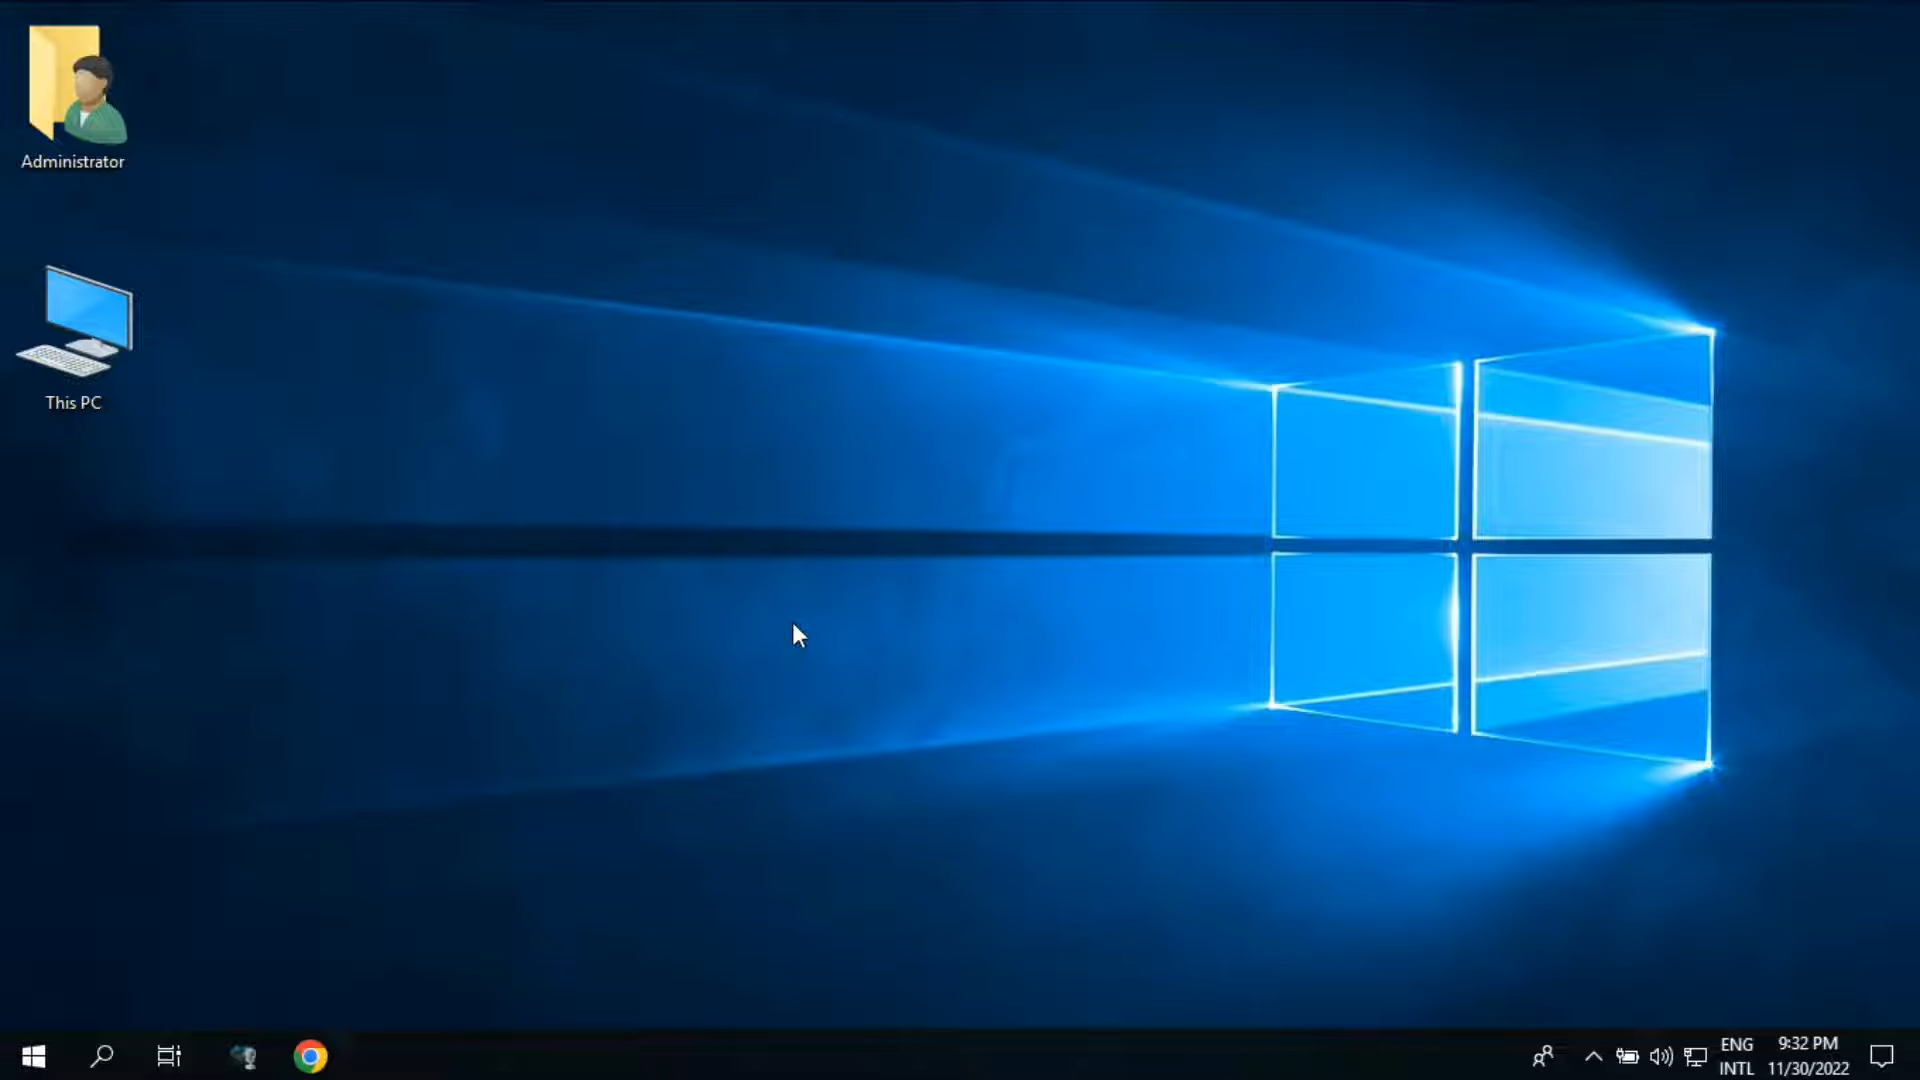 Administrator
This PC
ENG
INTL
9:32 PM
11/30/2022